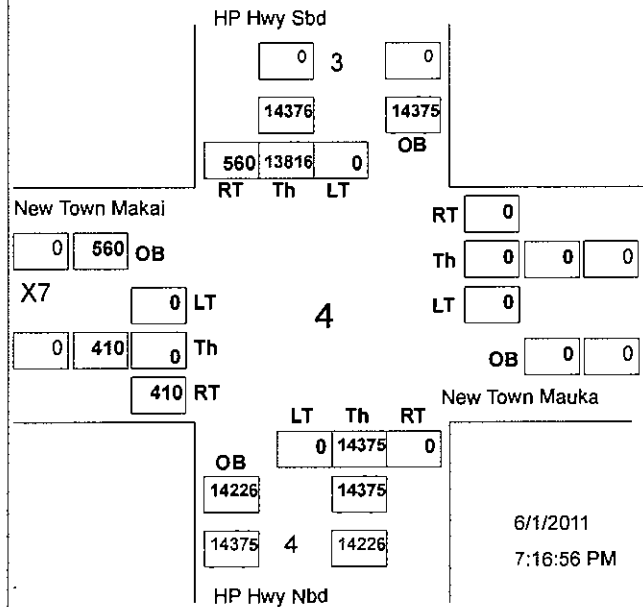 HP Hwy Sbd
0 3 0
14376 14375
OB
560 13816 0
RT Th LT
New Town Makai
RT 0
0 560 OB
Th 0 0 0
X7
0 LT
4
LT 0
0 410 0 Th
OB 0 0
410 RT
New Town Mauka
LT Th RT
0 14375 0
OB
14226 14375
6/1/2011
14375 4 14226
7:16:56 PM
HP Hwy Nbd